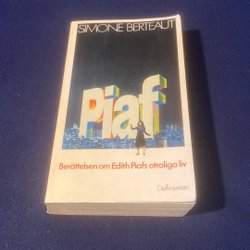 SIMONE BERTEAUT
Piaf
Berättelsen om Edith Piafs otroliga liv
Delfinserien